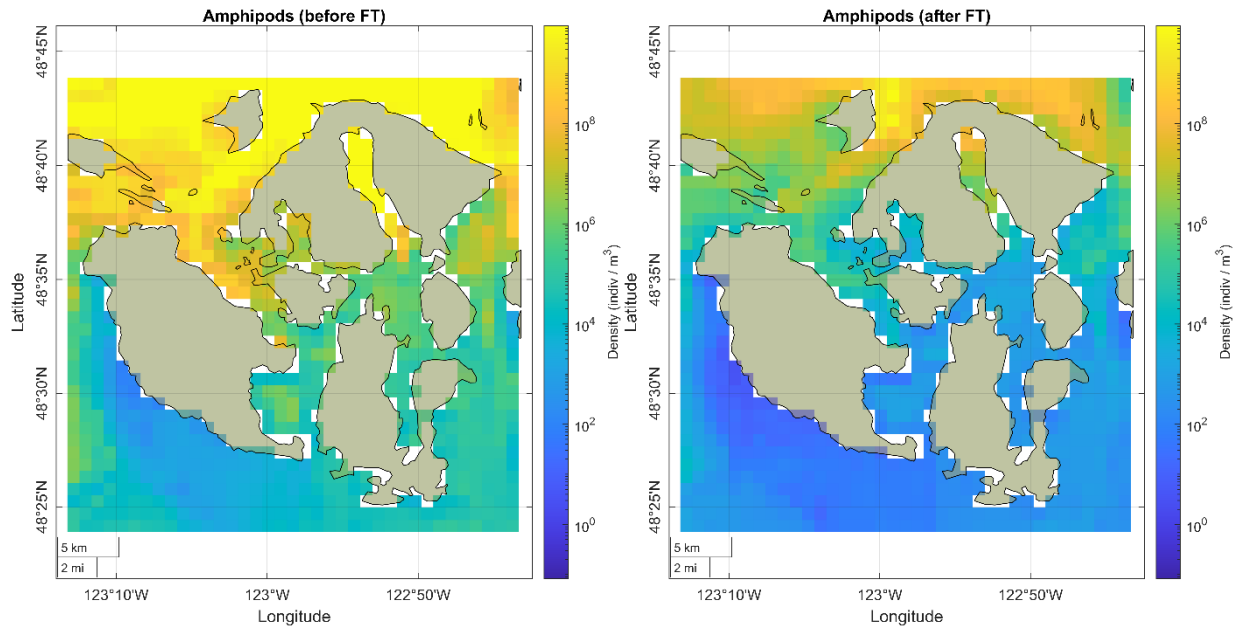 Amphipods (before FT)
48°45'N
48°40'N
48°35'N
48°30'N
48°25'N
Latitude
5 km
2 mi
123°10'W
123°W
122°50'W
Longitude
10^8
10^6
10^4
10^2
10^0
Density (indiv / m^3)
Amphipods (after FT)
48°45'N
48°40'N
48°35'N
48°30'N
48°25'N
Latitude
5 km
2 mi
123°10'W
123°W
122°50'W
Longitude
10^8
10^6
10^4
10^2
10^0
Density (indiv / m^3)